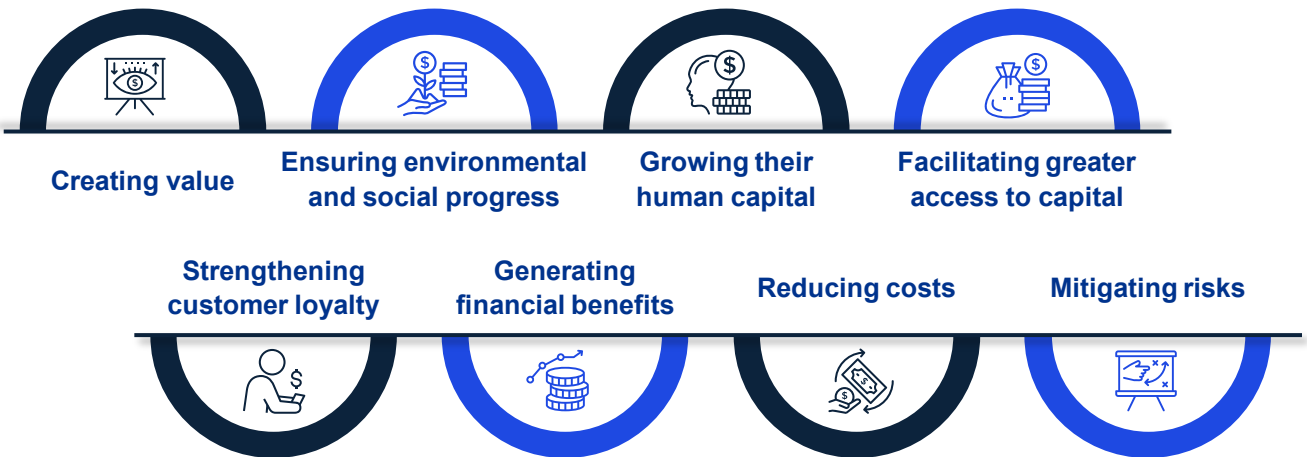 Creating value
Ensuring environmental
and social progress
Growing their
human capital
Facilitating greater
access to capital
Strengthening
customer loyalty
Generating
financial benefits
Reducing costs
Mitigating risks